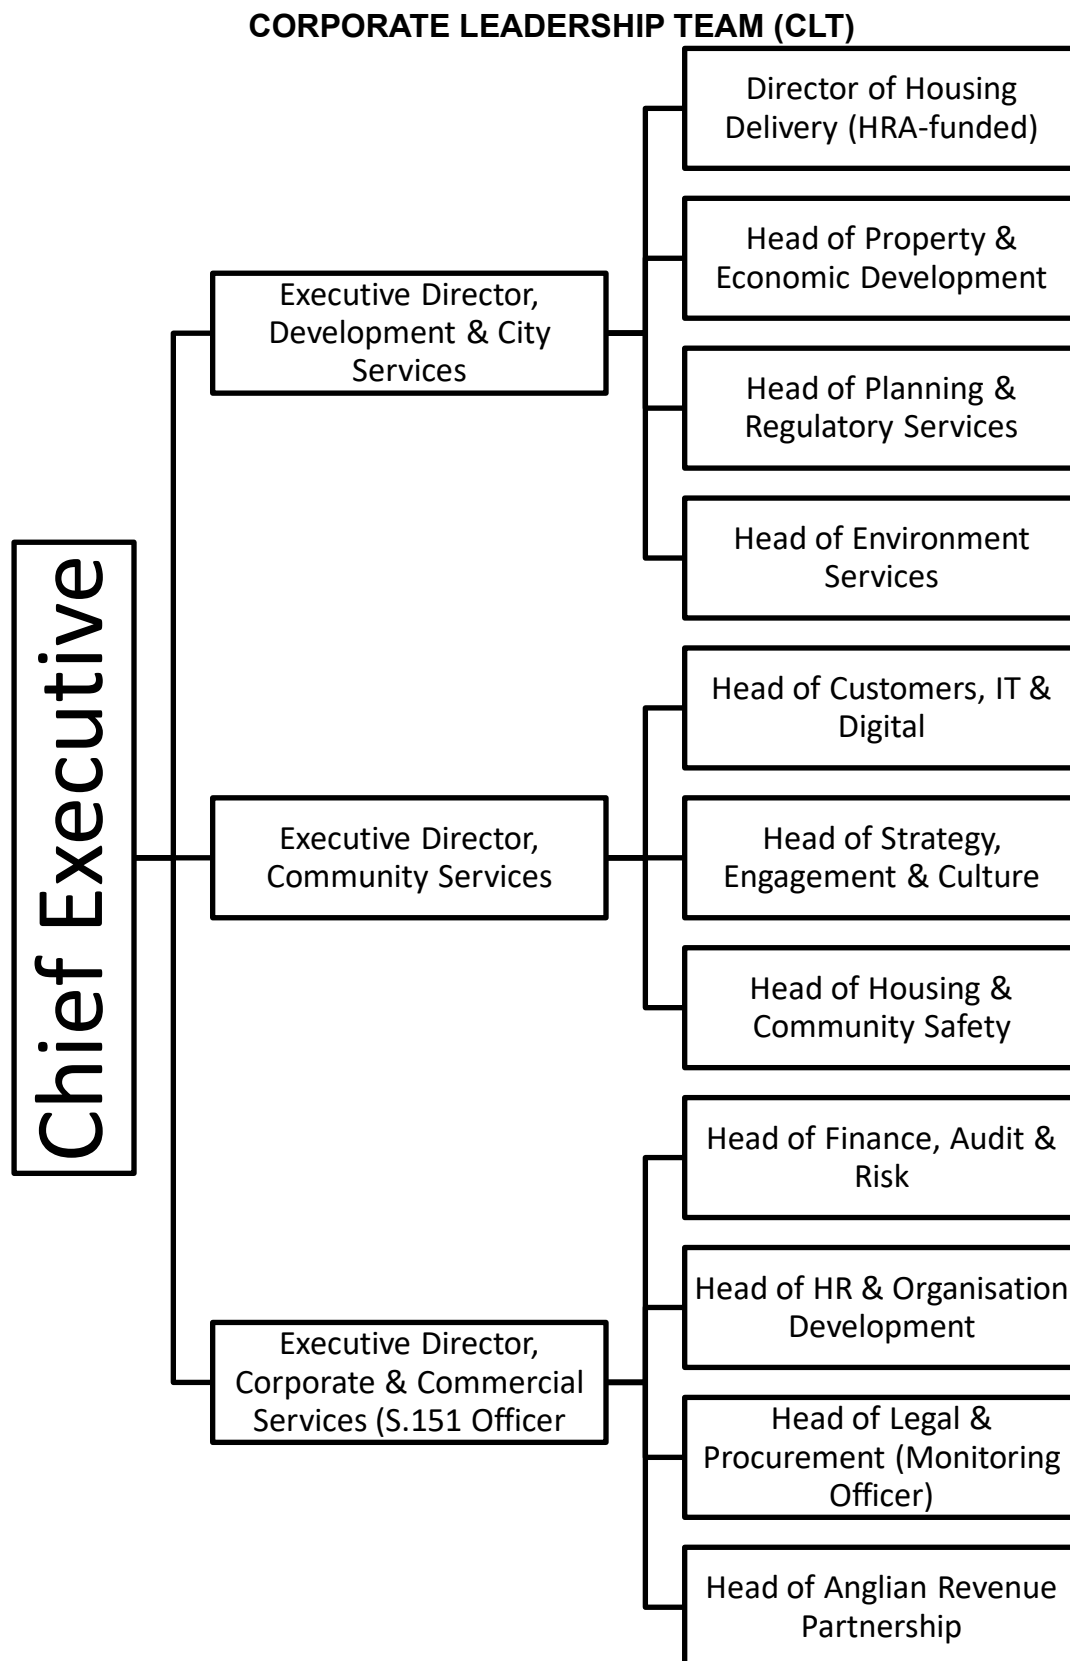 CORPORATE LEADERSHIP TEAM (CLT)
Chief Executive
Executive Director,
Development & City
Services
Director of Housing
Delivery (HRA-funded)
Head of Property &
Economic Development
Head of Planning &
Regulatory Services
Head of Environment
Services
Executive Director,
Community Services
Head of Customers, IT &
Digital
Head of Strategy,
Engagement & Culture
Head of Housing &
Community Safety
Executive Director,
Corporate & Commercial
Services (S.151 Officer
Head of Finance, Audit &
Risk
Head of HR & Organisation
Development
Head of Legal &
Procurement (Monitoring
Officer)
Head of Anglian Revenue
Partnership